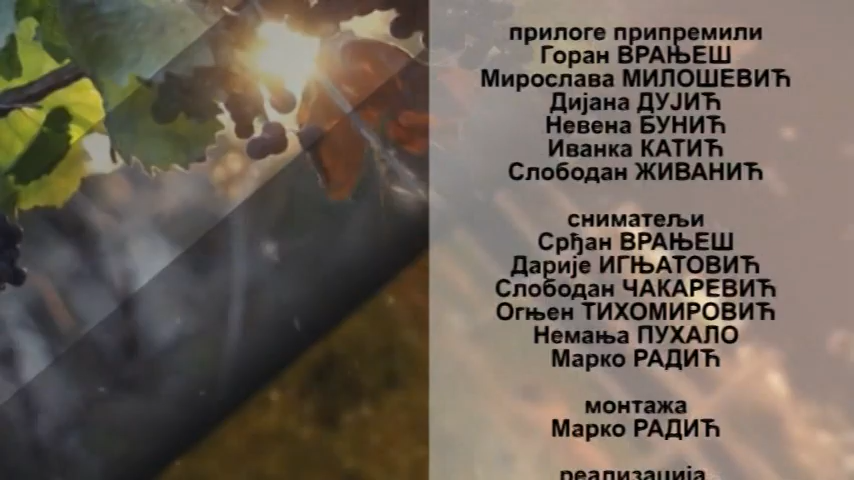 прилоге припремили
Горан ВРАЊЕШ
Мирослава МИЛОШЕВИЋ
Дијана ДУЈИЋ
Невена БУНИЋ
Иванка КАТИЋ
Слободан ЖИВАНИЋ
сниматељи
Срђан ВРАЊЕШ
Дарије ИГЊАТОВИЋ
Слободан ЧАКАРЕВИЋ
Огњен ТИХОМИРОВИЋ
Немања ПУХАЛО
Марко РАДИЋ
монтажа
Марко РАДИЋ
реализација